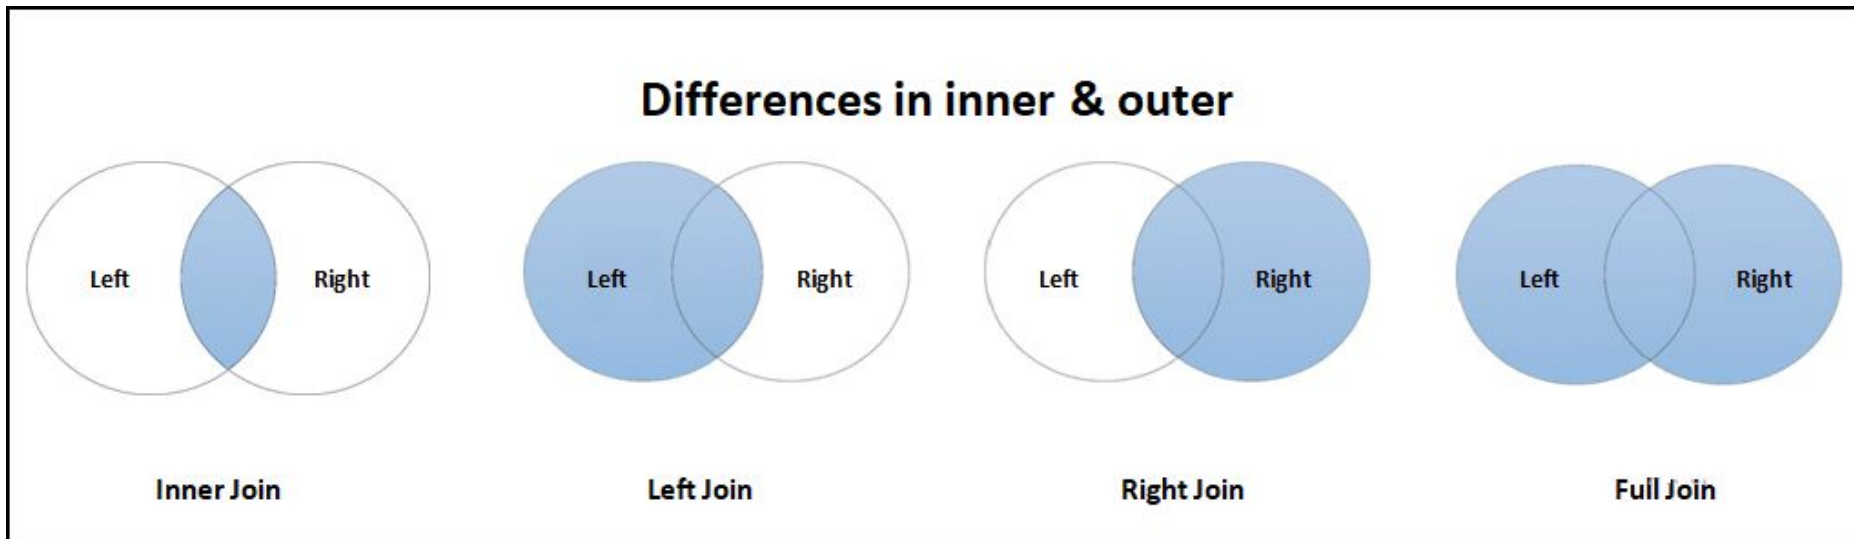 Differences in inner & outer
Left
Right
Left
Right
Left
Right
Left
Right
Inner Join
Left Join
Right Join
Full Join